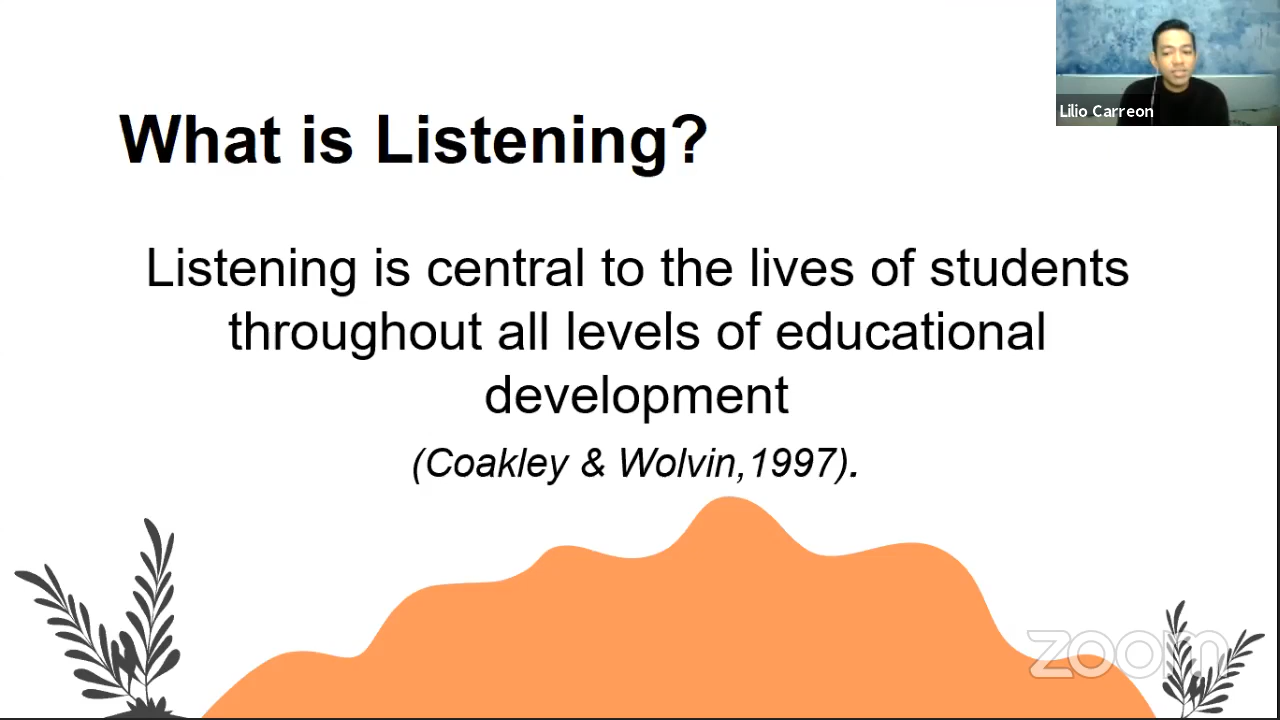 Lilio Carreon
What is Listening?
Listening is central to the lives of students
throughout all levels of educational
development
(Coakley & Wolvin,1997).
zoom